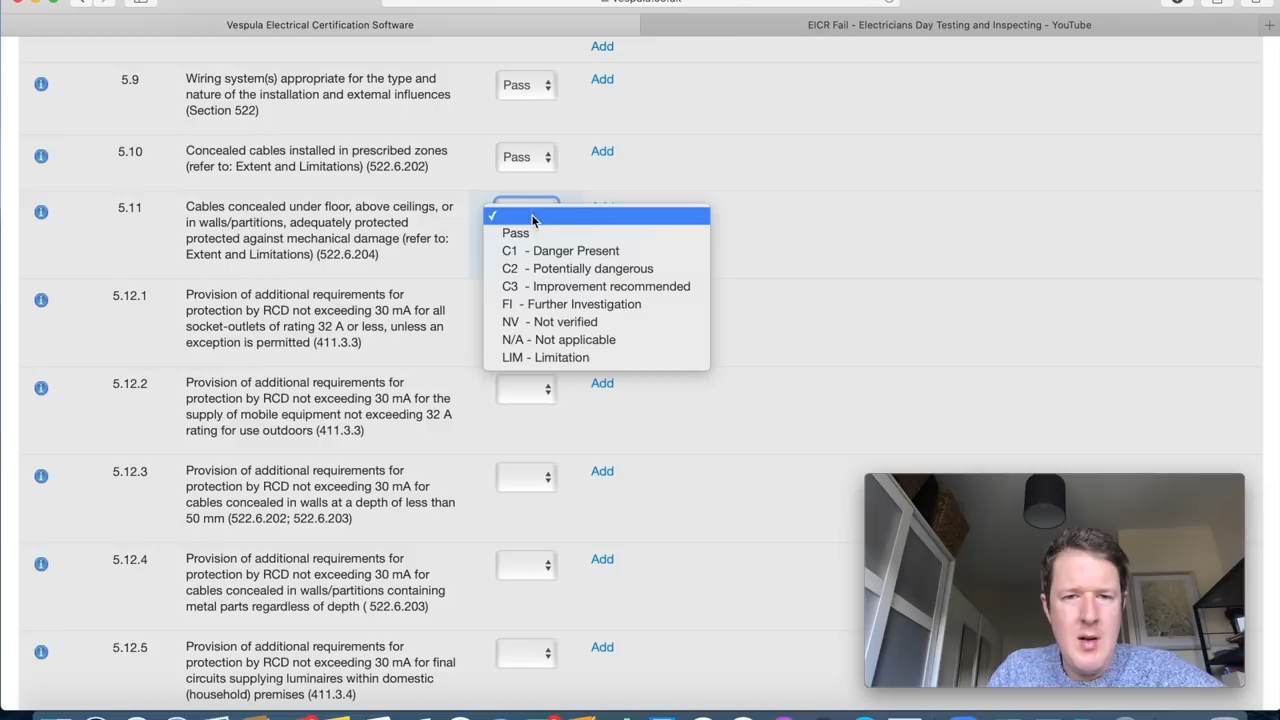 Vespula Electrical Certification Software
EICR Fail - Electricians Day Testing and Inspecting - YouTube
Add
5.9
Wiring system(s) appropriate for the type and
nature of the installation and external influences
(Section 522)
Pass
Add
5.10
Concealed cables installed in prescribed zones
(refer to: Extent and Limitations) (522.6.202)
Pass
Add
5.11
Cables concealed under floor, above ceilings, or
in walls/partitions, adequately protected
protected against mechanical damage (refer to:
Extent and Limitations) (522.6.204)
Pass
C1 - Danger Present
C2 - Potentially dangerous
C3 - Improvement recommended
FI - Further Investigation
NV - Not verified
N/A - Not applicable
LIM - Limitation
5.12.1
Provision of additional requirements for
protection by RCD not exceeding 30 mA for all
socket-outlets of rating 32 A or less, unless an
exception is permitted (411.3.3)
5.12.2
Provision of additional requirements for
protection by RCD not exceeding 30 mA for the
supply of mobile equipment not exceeding 32 A
rating for use outdoors (411.3.3)
Add
5.12.3
Provision of additional requirements for
protection by RCD not exceeding 30 mA for
cables concealed in walls at a depth of less than
50 mm (522.6.202; 522.6.203)
Add
5.12.4
Provision of additional requirements for
protection by RCD not exceeding 30 mA for
cables concealed in walls/partitions containing
metal parts regardless of depth ( 522.6.203)
Add
5.12.5
Provision of additional requirements for
protection by RCD not exceeding 30 mA for final
circuits supplying luminaires within domestic
(household) premises (411.3.4)
Add